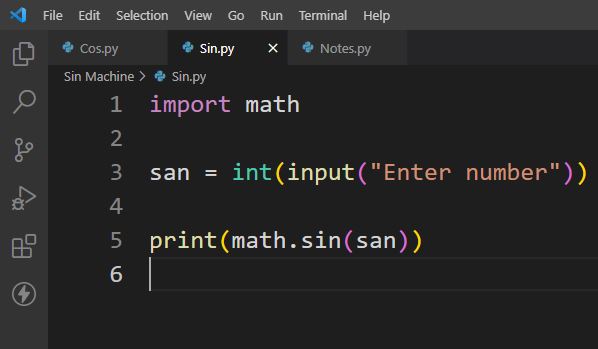 File Edit Selection View Go Run Terminal Help
Cos.py Sin.py × Notes.py
Sin Machine > Sin.py
1 import math
2
3 san = int(input("Enter number"))
4
5 print(math.sin(san))
6